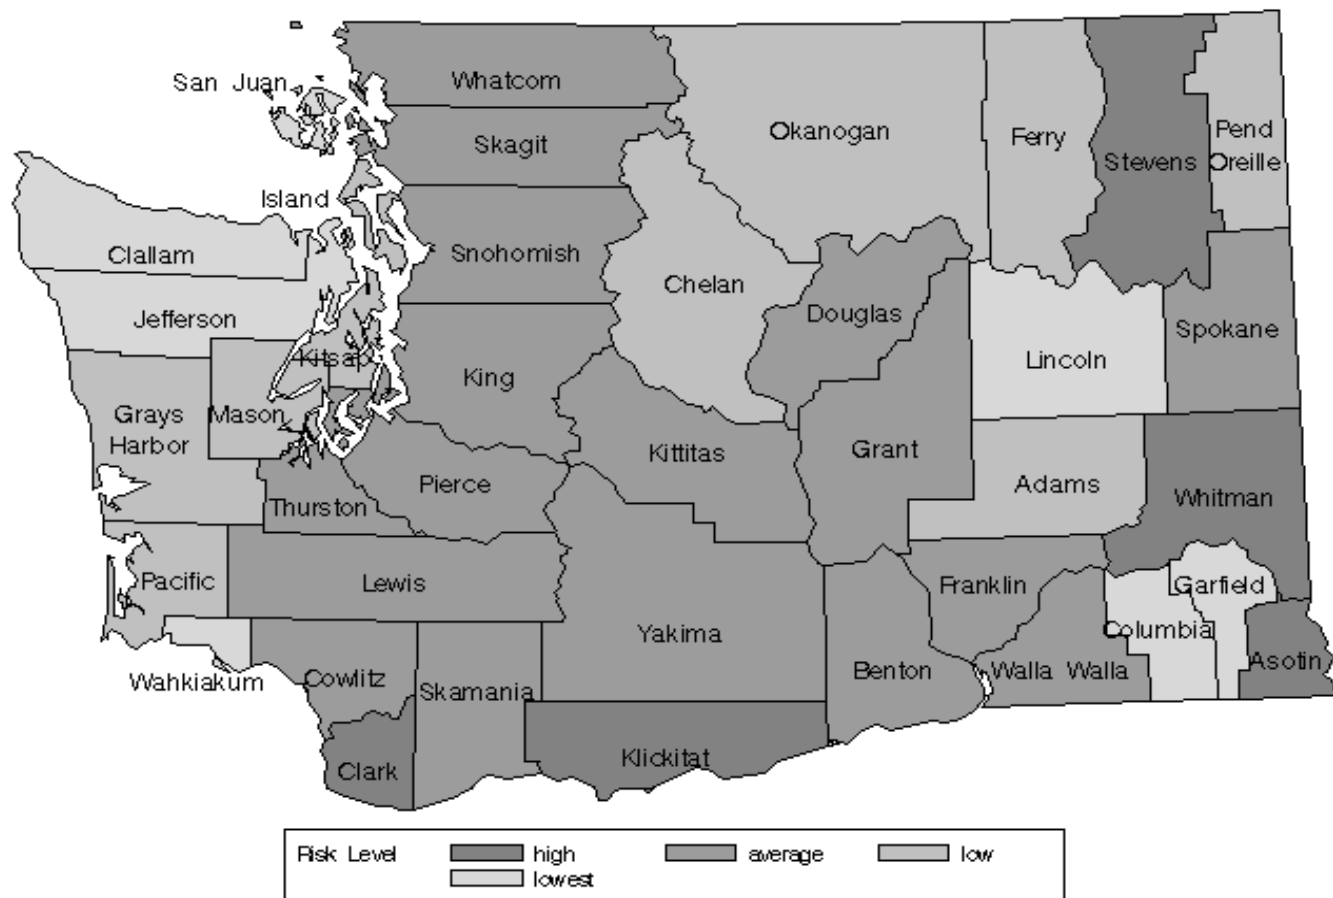 Whatcom
San Juan
Okanogan
Ferry
Pend
Oreille
Skagit
Stevens
Island
Clallam
Snohomish
Chelan
Jefferson
Douglas
Spokane
Kitsap
King
Lincoln
Grays
Harbor
Mason
Kittitas
Grant
Pierce
Adams
Whitman
Thurston
Pacific
Lewis
Franklin
Garfield
Yakima
Columbia
Wahkiakum
Cowlitz
Skamania
Benton
Walla Walla
Asotin
Clark
Klickitat
Risk Level high average low
lowest